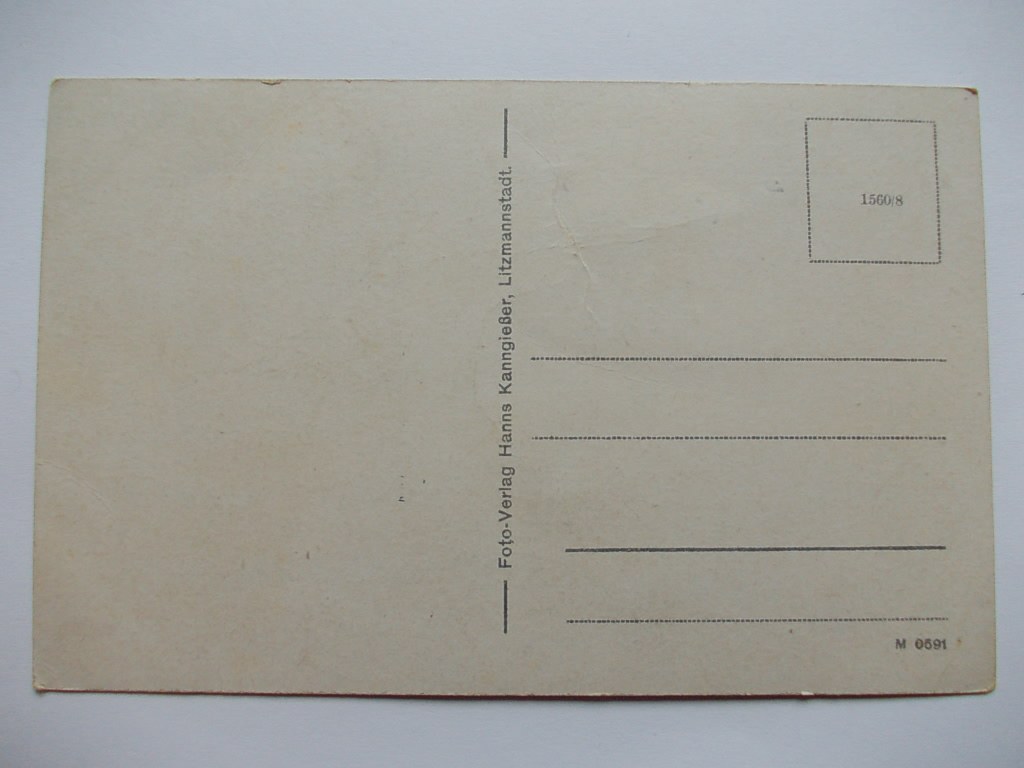 Foto-Verlag Hanns Kanngießer, Litzmannstadt.
1560/8
M 0591